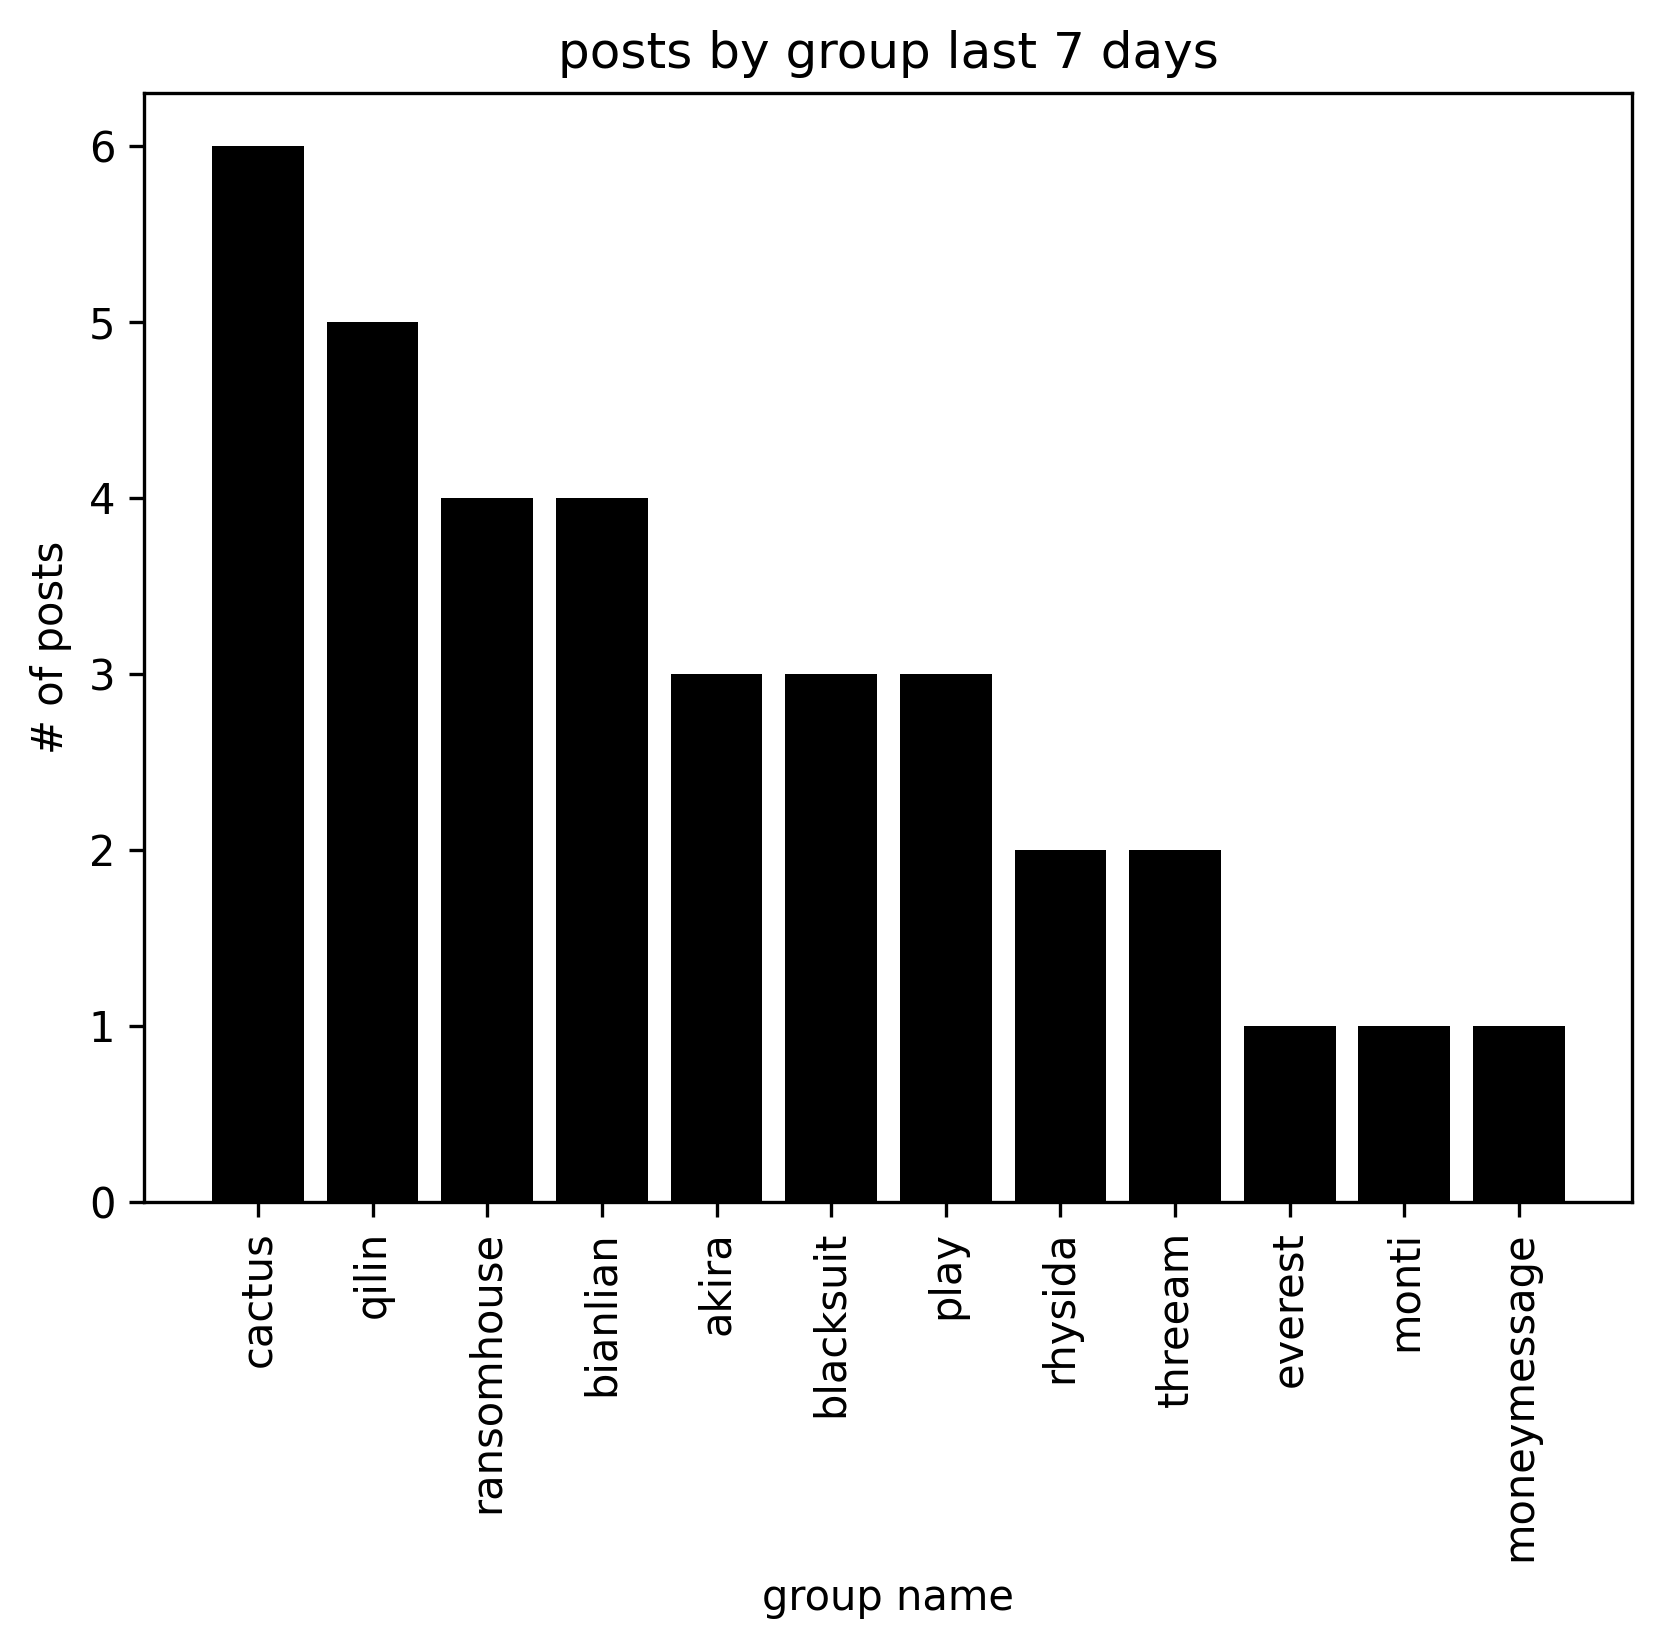 posts by group last 7 days
# of posts
6
5
4
3
2
1
0
cactus
qilin
ransomhouse
bianlian
akira
blacksuit
play
rhysida
threeam
everest
monti
moneymessage
group name